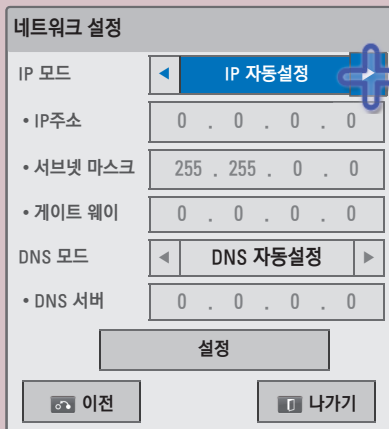 네트워크 설정
IP 모드 ◀ IP 자동설정 ▶
• IP주소 0 . 0 . 0 . 0
• 서브넷 마스크 255 . 255 . 0 . 0
• 게이트 웨이 0 . 0 . 0 . 0
DNS 모드 ◀ DNS 자동설정 ▶
• DNS 서버 0 . 0 . 0 . 0
설정
이전 나가기